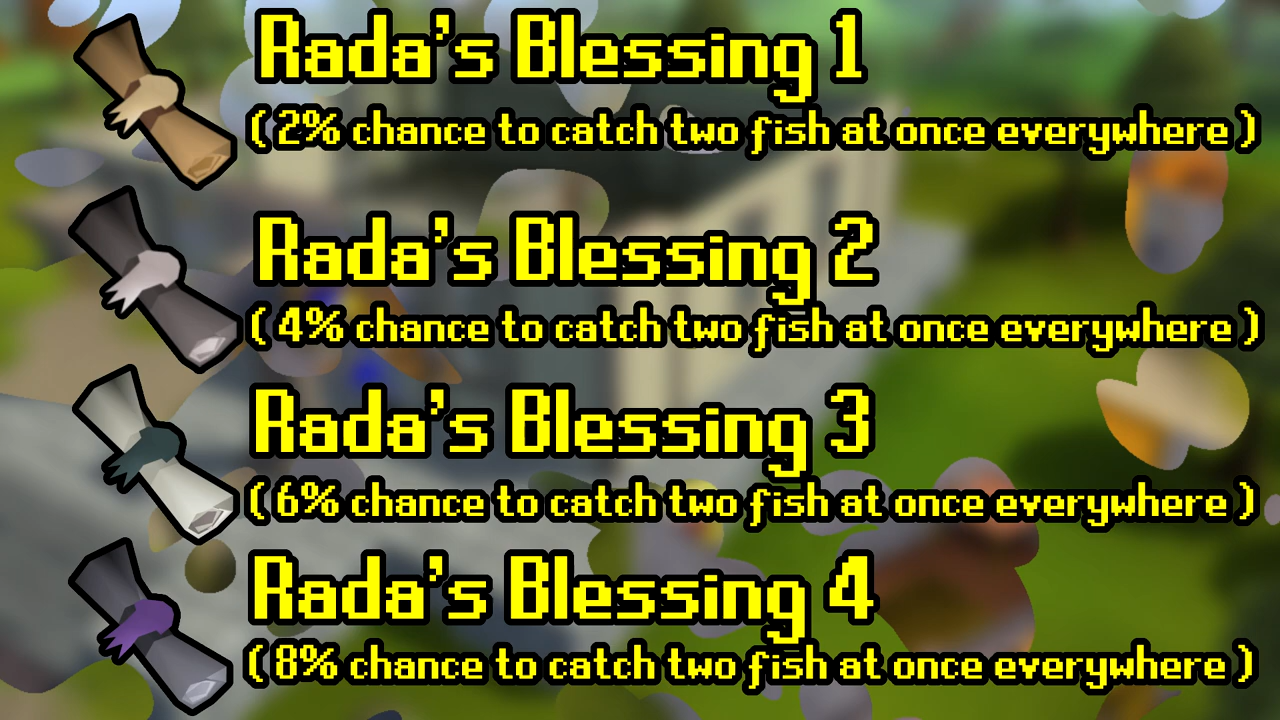 Rada's Blessing 1
( 2% chance to catch two fish at once everywhere )
Rada's Blessing 2
( 4% chance to catch two fish at once everywhere )
Rada's Blessing 3
( 6% chance to catch two fish at once everywhere )
Rada's Blessing 4
( 8% chance to catch two fish at once everywhere )